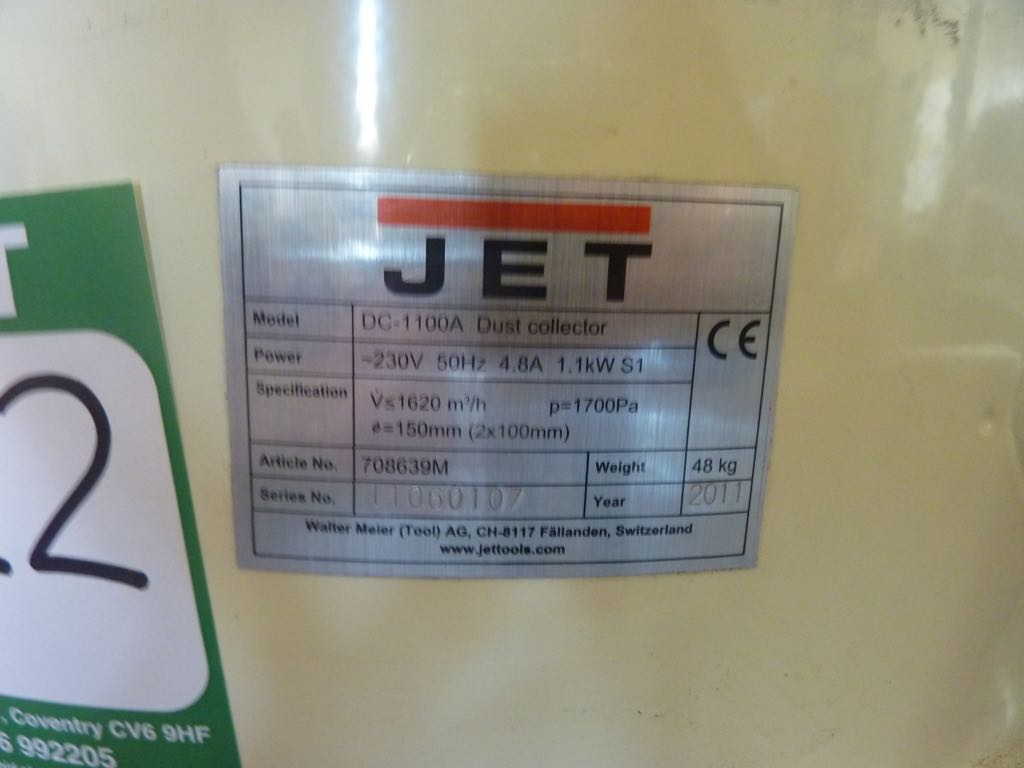 JET
Model DC-1100A Dust collector
CE
Power ~230V 50Hz 4.8A 1.1kW S1
Specification V̇≤1620 m³/h p=1700Pa
ø=150mm (2x100mm)
Article No. 708639M Weight 48 kg
Series No. 11060107 Year 2011
Walter Meier (Tool) AG, CH-8117 Fällanden, Switzerland
www.jettools.com
T
2
, Coventry CV6 9HF
6 992205